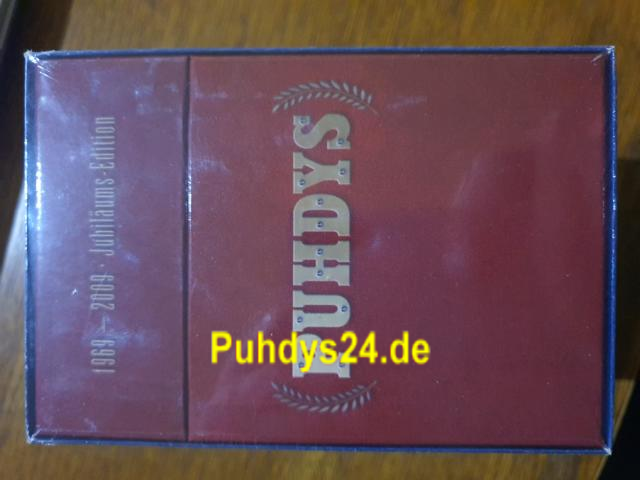 1969 – 2009 · Jubiläums-Edition
PUHDYS
Puhdys24.de